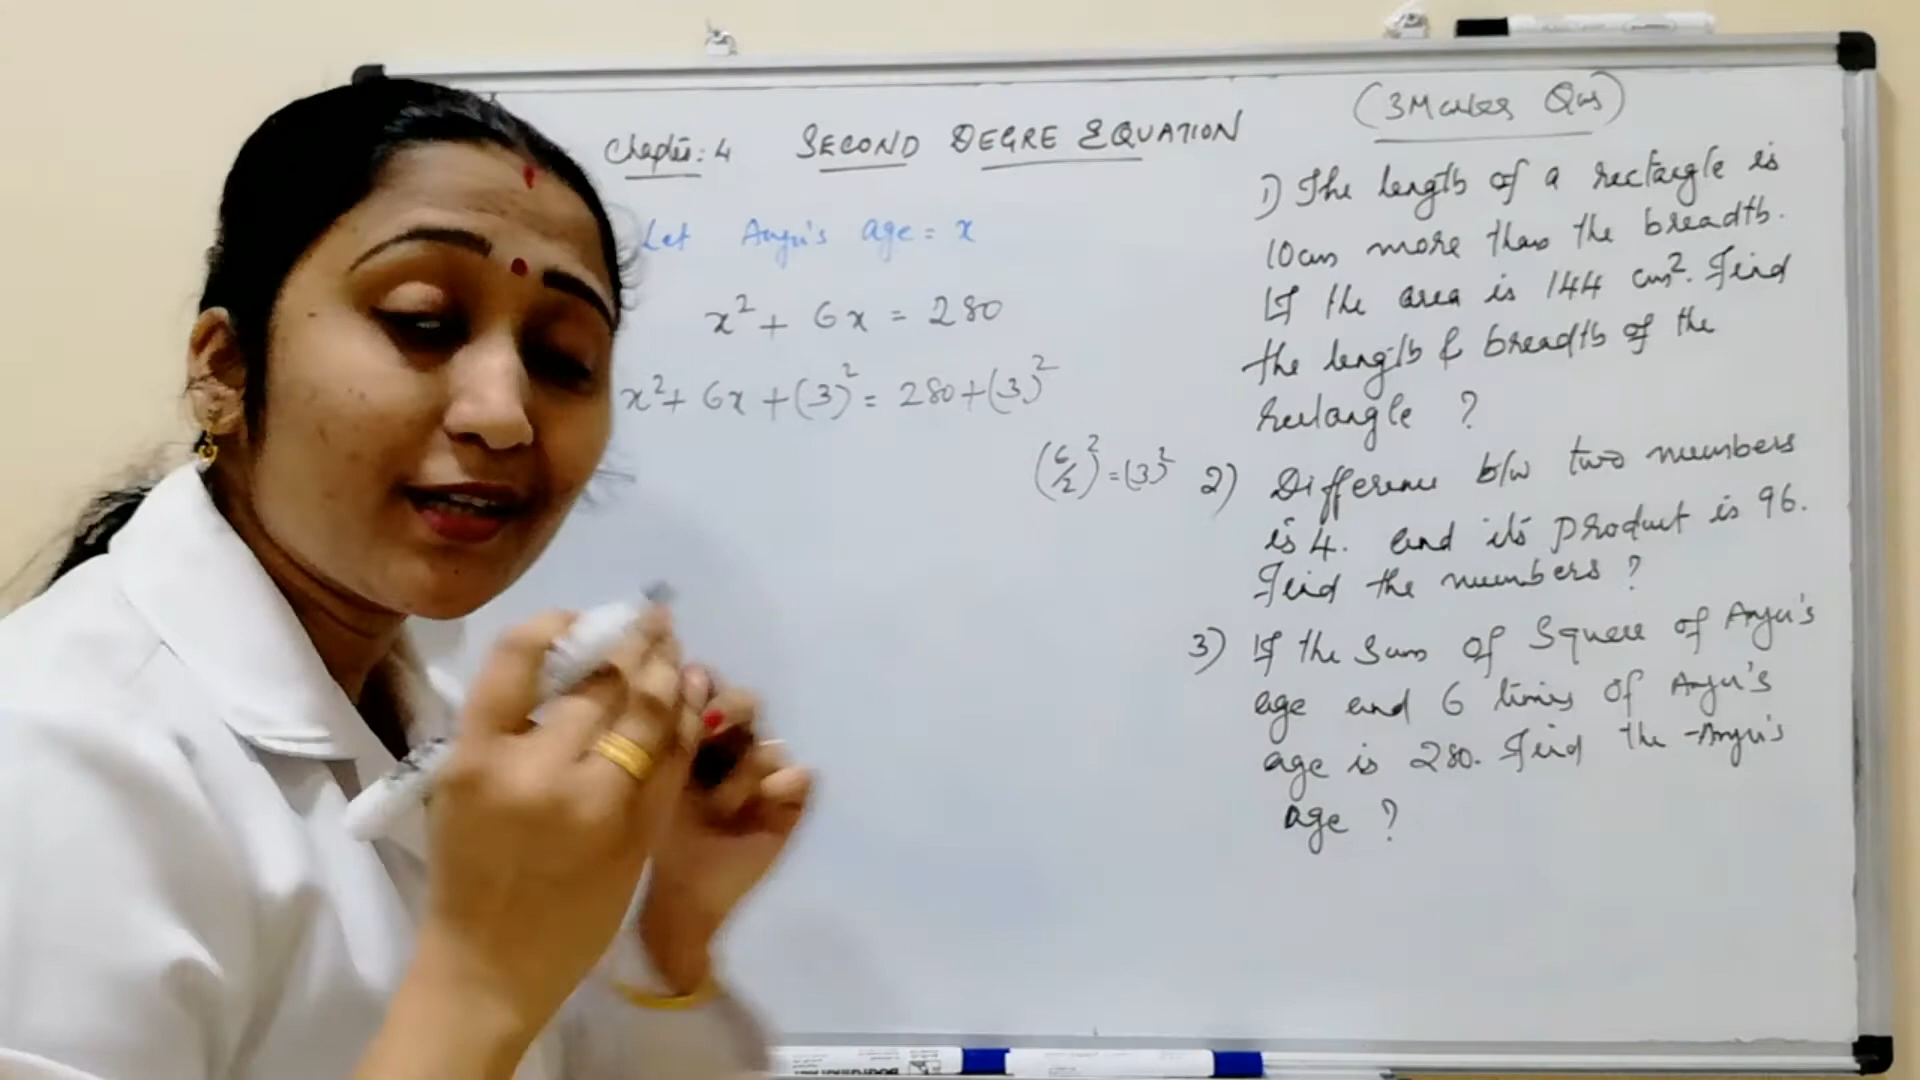 (3 Marks Qns)
Chapter: 4 SECOND DEGRE EQUATION
Let Anju's age = x
x² + 6x = 280
x² + 6x + (3)² = 280 + (3)²
(6/2)² = (3)²
1) The length of a rectangle is
10cm more than the breadth.
If the area is 144 cm². Find
the length & breadth of the
rectangle ?
2) Difference b/w two numbers
is 4. and its product is 96.
Find the numbers ?
3) If the Sum of Square of Anju's
age and 6 times of Anju's
age is 280. Find the Anju's
age ?